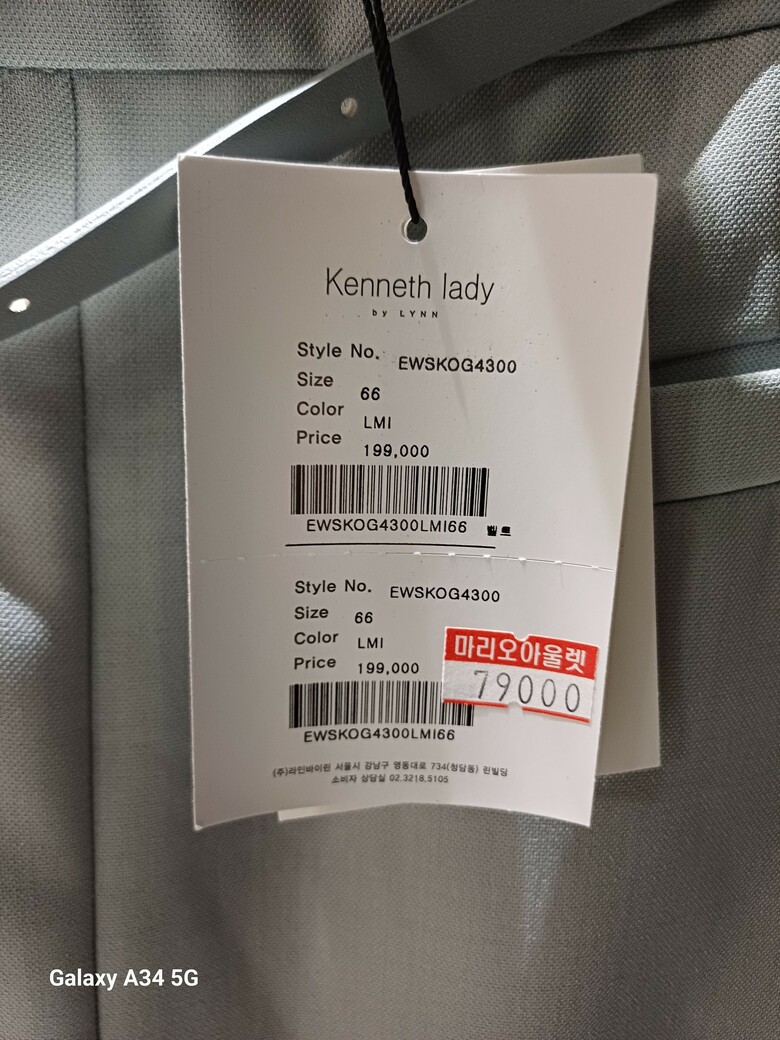 Kenneth lady
by LYNN
Style No. EWSKOG4300
Size 66
Color LMI
Price 199,000
EWSKOG4300LMI66 벨트
Style No. EWSKOG4300
Size 66
Color LMI
Price 199,000
마리오아울렛
79000
EWSKOG4300LMI66
(주)라인바이린 서울시 강남구 영동대로 734(청담동) 린빌딩
소비자 상담실 02.3218.5105
Galaxy A34 5G